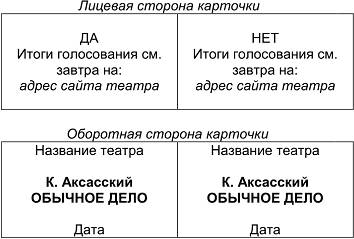 Лицевая сторона карточки
ДА
Итоги голосования см.
завтра на:
адрес сайта театра
НЕТ
Итоги голосования см.
завтра на:
адрес сайта театра
Оборотная сторона карточки
Название театра
К. Аксасский
ОБЫЧНОЕ ДЕЛО
Дата
Название театра
К. Аксасский
ОБЫЧНОЕ ДЕЛО
Дата